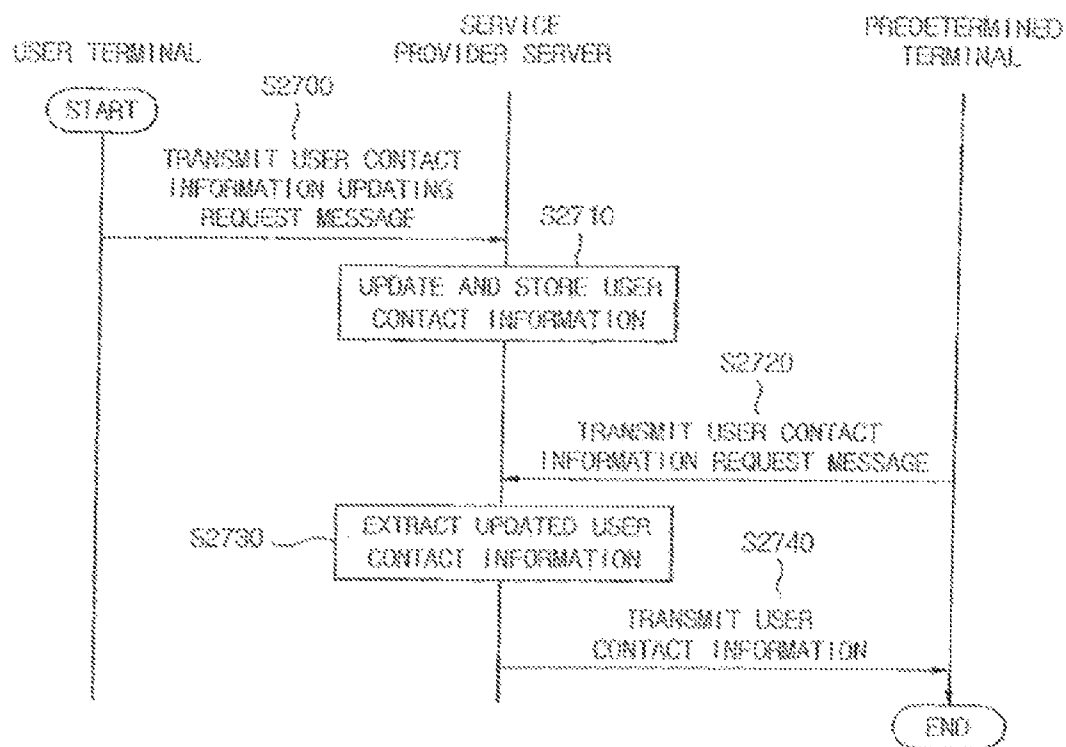 USER TERMINAL
SERVICE
PROVIDER SERVER
PREDETERMINED
TERMINAL
START
S2700
TRANSMIT USER CONTACT
INFORMATION UPDATING
REQUEST MESSAGE
S2710
UPDATE AND STORE USER
CONTACT INFORMATION
S2720
TRANSMIT USER CONTACT
INFORMATION REQUEST MESSAGE
S2730
EXTRACT UPDATED USER
CONTACT INFORMATION
S2740
TRANSMIT USER
CONTACT INFORMATION
END